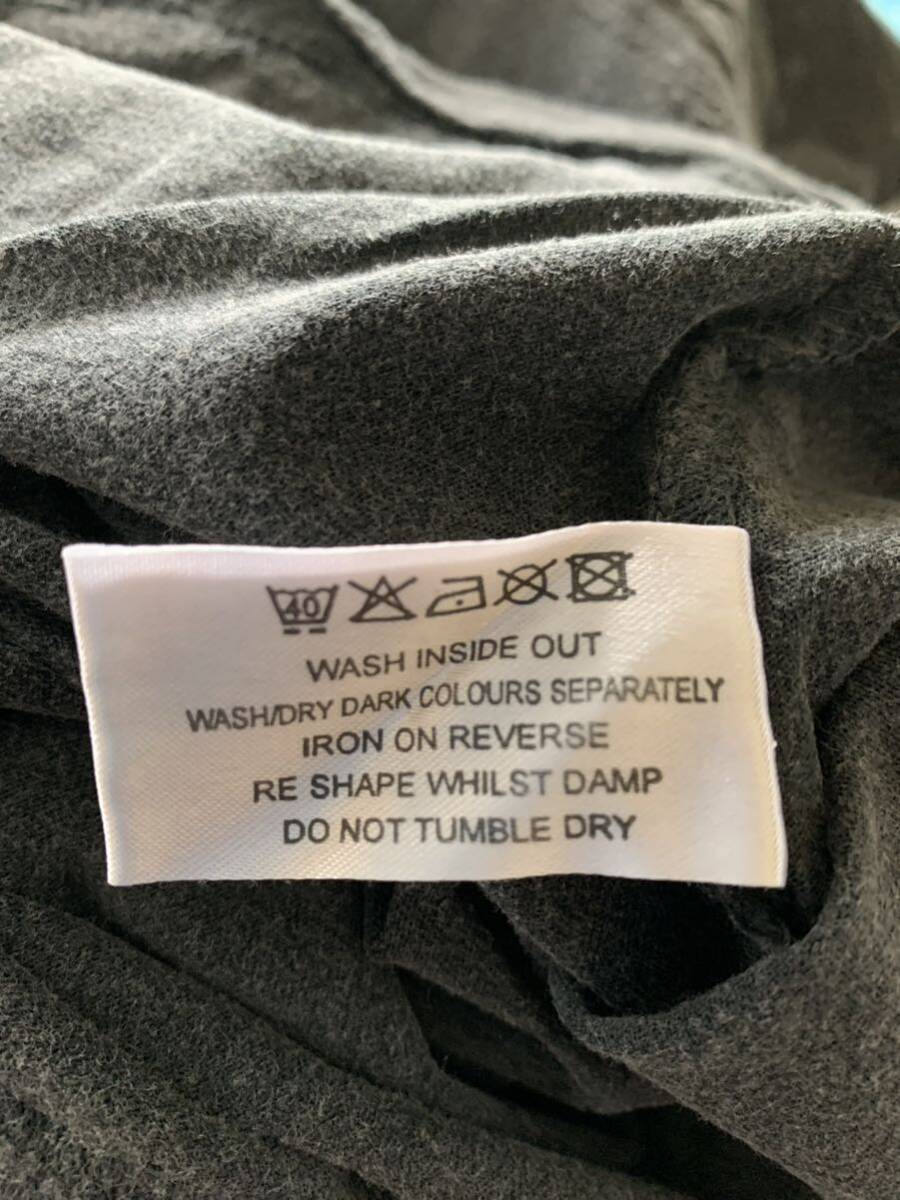 40
WASH INSIDE OUT
WASH/DRY DARK COLOURS SEPARATELY
IRON ON REVERSE
RE SHAPE WHILST DAMP
DO NOT TUMBLE DRY